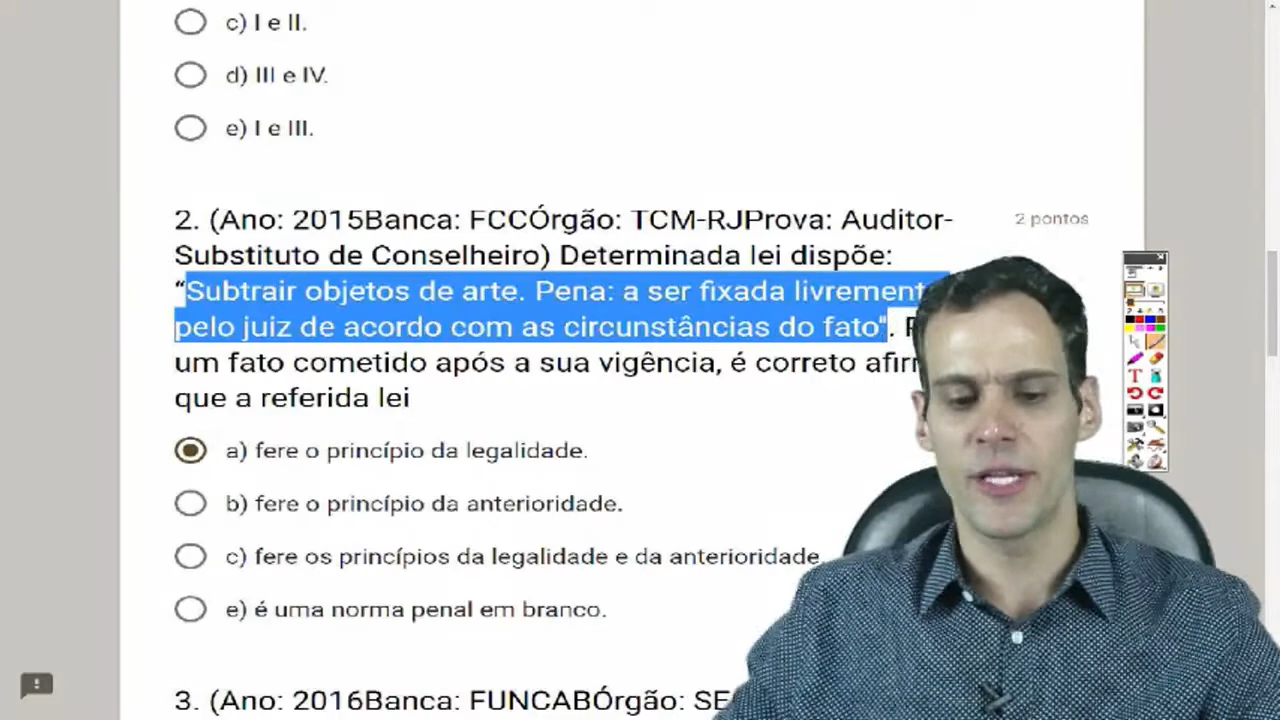 c) I e II.
d) III e IV.
e) I e III.
2. (Ano: 2015Banca: FCCÓrgão: TCM-RJProva: Auditor-
2 pontos
Substituto de Conselheiro) Determinada lei dispõe:
“Subtrair objetos de arte. Pena: a ser fixada livrement
pelo juiz de acordo com as circunstâncias do fato".
um fato cometido após a sua vigência, é correto afir
que a referida lei
a) fere o princípio da legalidade.
b) fere o princípio da anterioridade.
c) fere os princípios da legalidade e da anterioridade.
e) é uma norma penal em branco.
3. (Ano: 2016Banca: FUNCABÓrgão: SE